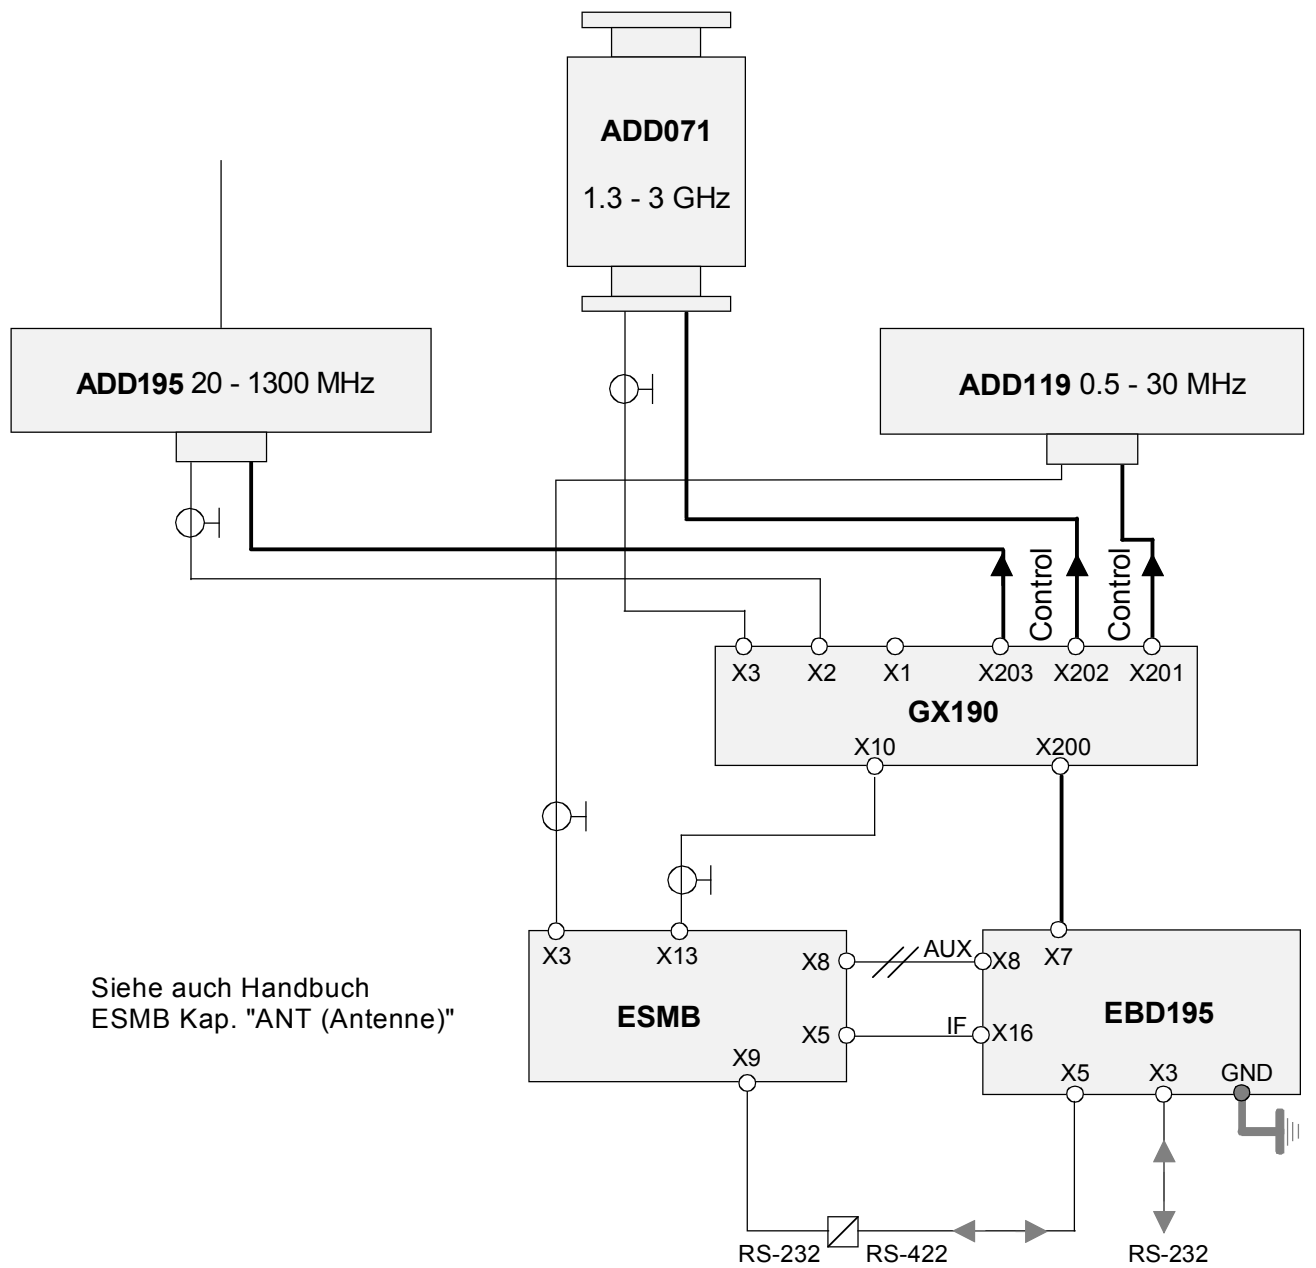 ADD071
1.3 - 3 GHz
ADD195 20 - 1300 MHz
ADD119 0.5 - 30 MHz
Control
Control
X3
X2
X1
X203
X202
X201
GX190
X10
X200
X3
X13
X8
AUX
X8
X7
Siehe auch Handbuch
ESMB Kap. "ANT (Antenne)"
ESMB
EBD195
X5
IF
X16
X9
X5
X3
GND
RS-232
RS-422
RS-232